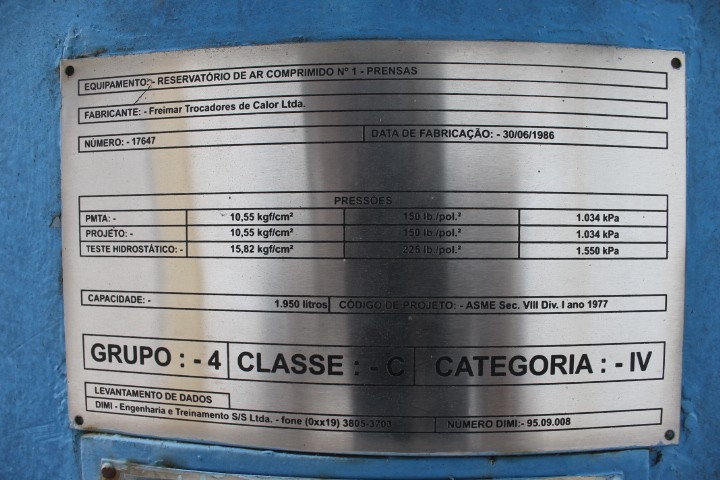 EQUIPAMENTO: - RESERVATÓRIO DE AR COMPRIMIDO Nº 1 - PRENSAS
FABRICANTE: - Freimar Trocadores de Calor Ltda.
NÚMERO: - 17647 DATA DE FABRICAÇÃO: - 30/06/1986
PRESSÕES
PMTA: - 10,55 kgf/cm² 150 lb./pol.² 1.034 kPa
PROJETO: - 10,55 kgf/cm² 150 lb./pol.² 1.034 kPa
TESTE HIDROSTÁTICO: - 15,82 kgf/cm² 225 lb./pol.² 1.550 kPa
CAPACIDADE: - 1.950 litros CÓDIGO DE PROJETO: - ASME Sec. VIII Div. I ano 1977
GRUPO : - 4 CLASSE : - C CATEGORIA : - IV
LEVANTAMENTO DE DADOS
DIMI - Engenharia e Treinamento S/S Ltda. - fone (0xx19) 3805-3703 NÚMERO DIMI:- 95.09.008